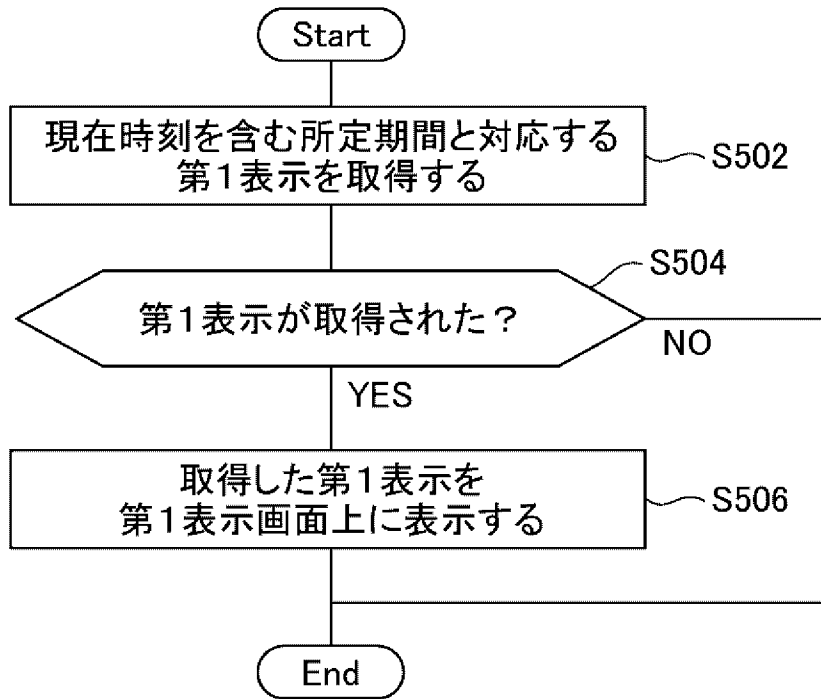 Start
現在時刻を含む所定期間と対応する
第1表示を取得する
S502
S504
第1表示が取得された？
NO
YES
取得した第1表示を
第1表示画面上に表示する
S506
End